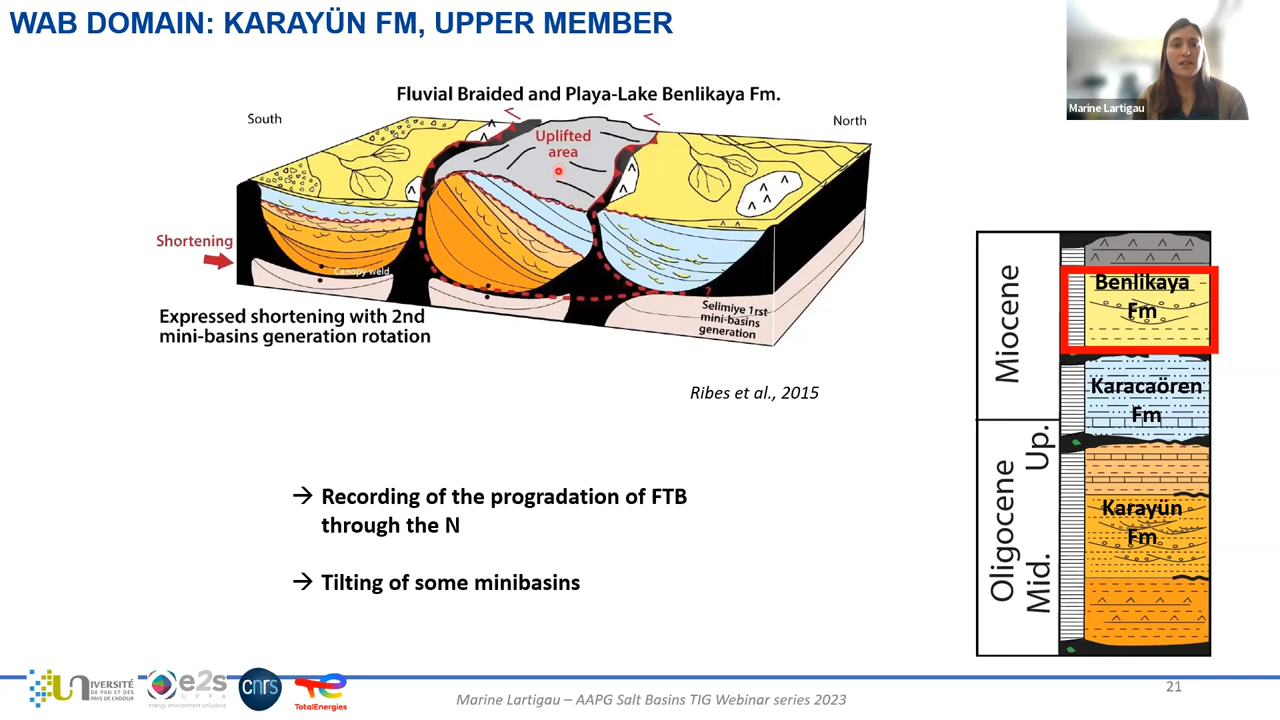 WAB DOMAIN: KARAYÜN FM, UPPER MEMBER
Marine Lartigau
Fluvial Braided and Playa-Lake Benlikaya Fm.
South
North
Uplifted
area
Shortening
Canopy weld
?
Selimiye 1rst
mini-basins
generation
Expressed shortening with 2nd
mini-basins generation rotation
Ribes et al., 2015
→ Recording of the progradation of FTB
through the N
→ Tilting of some minibasins
Miocene
Oligocene
Up.
Mid.
Benlikaya
Fm
Karacaören
Fm
Karayün
Fm
UNIVERSITÉ
DE PAU ET DES
PAYS DE L'ADOUR
e2s
UPPA
energy environment solutions
cnrs
TotalEnergies
Marine Lartigau – AAPG Salt Basins TIG Webinar series 2023
21